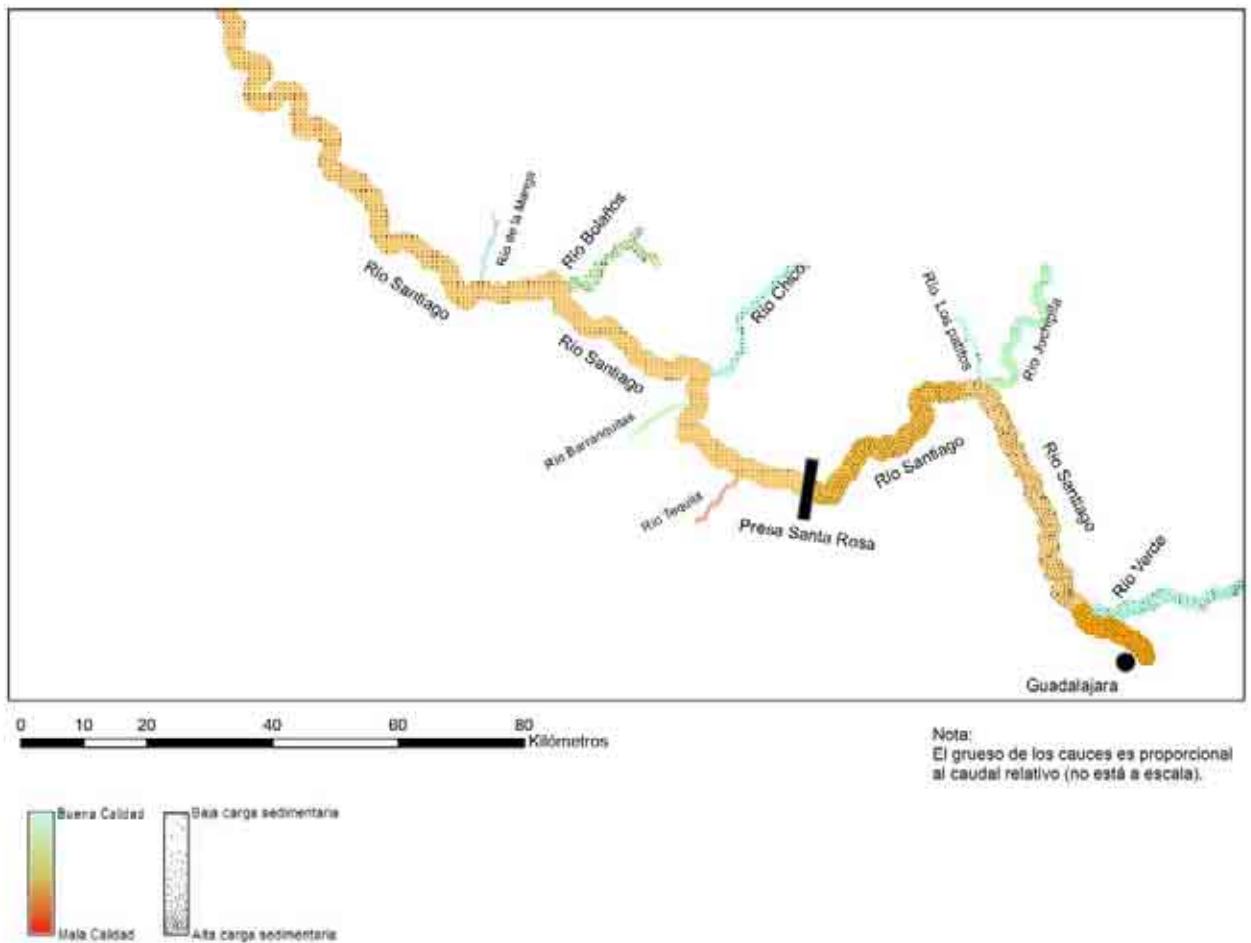 Río de la Manga
Río Bolaños
Río Chico
Río Los patitos
Río Juchipila
Río Santiago
Río Santiago
Río Barranquitas
Río Santiago
Río Santiago
Río Tequila
Presa Santa Rosa
Río Verde
Guadalajara
0 10 20 40 60 80
Kilómetros
Nota:
El grueso de los cauces es proporcional
al caudal relativo (no está a escala).
Buena Calidad
Baja carga sedimentaria
Mala Calidad
Alta carga sedimentaria